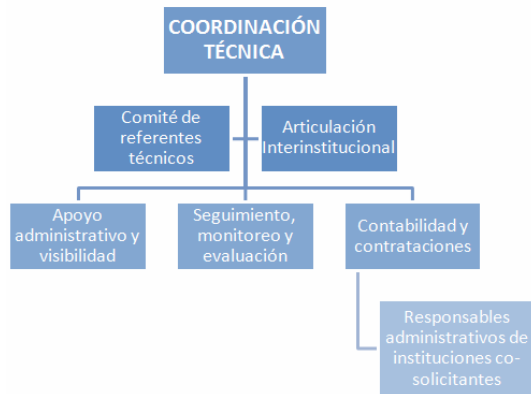 COORDINACIÓN
TÉCNICA
Comité de
referentes
técnicos
Articulación
Interinstitucional
Apoyo
administrativo y
visibilidad
Seguimiento,
monitoreo y
evaluación
Contabilidad y
contrataciones
Responsables
administrativos de
instituciones co-
solicitantes